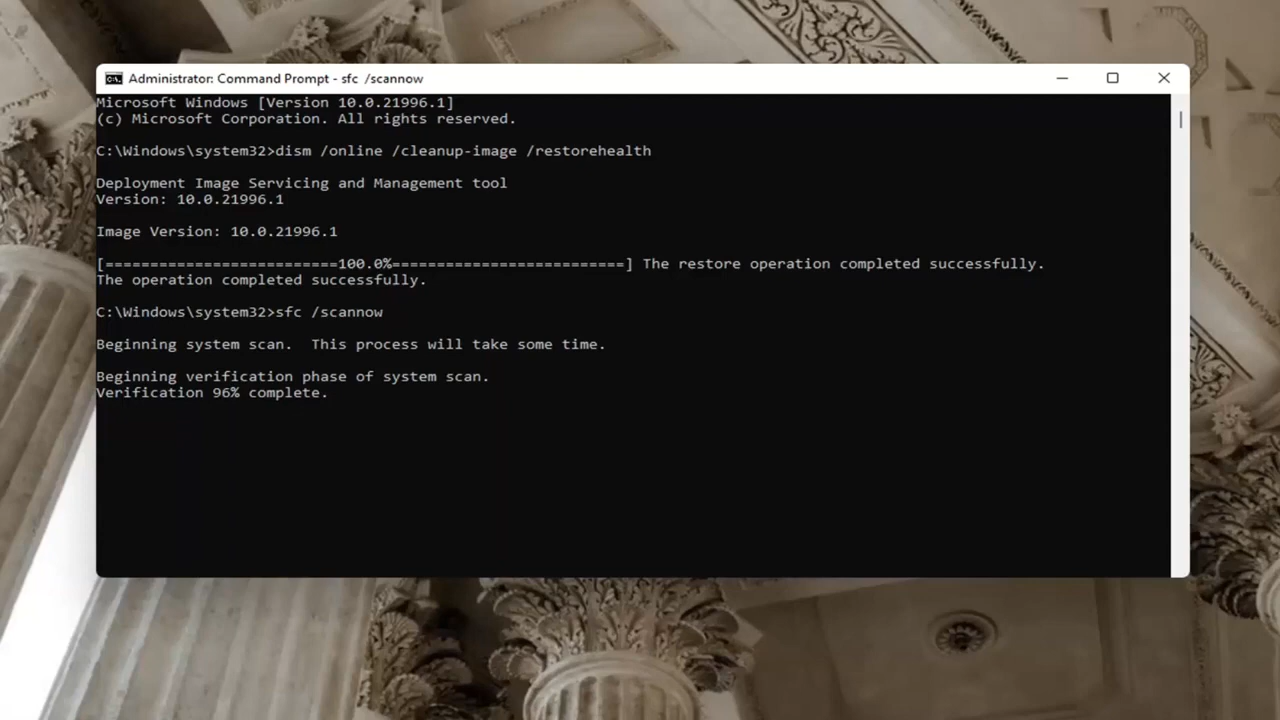 Administrator: Command Prompt - sfc  /scannow
Microsoft Windows [Version 10.0.21996.1]
(c) Microsoft Corporation. All rights reserved.
C:\Windows\system32>dism /online /cleanup-image /restorehealth
Deployment Image Servicing and Management tool
Version: 10.0.21996.1
Image Version: 10.0.21996.1
[==========================100.0%==========================] The restore operation completed successfully.
The operation completed successfully.
C:\Windows\system32>sfc /scannow
Beginning system scan.  This process will take some time.
Beginning verification phase of system scan.
Verification 96% complete.